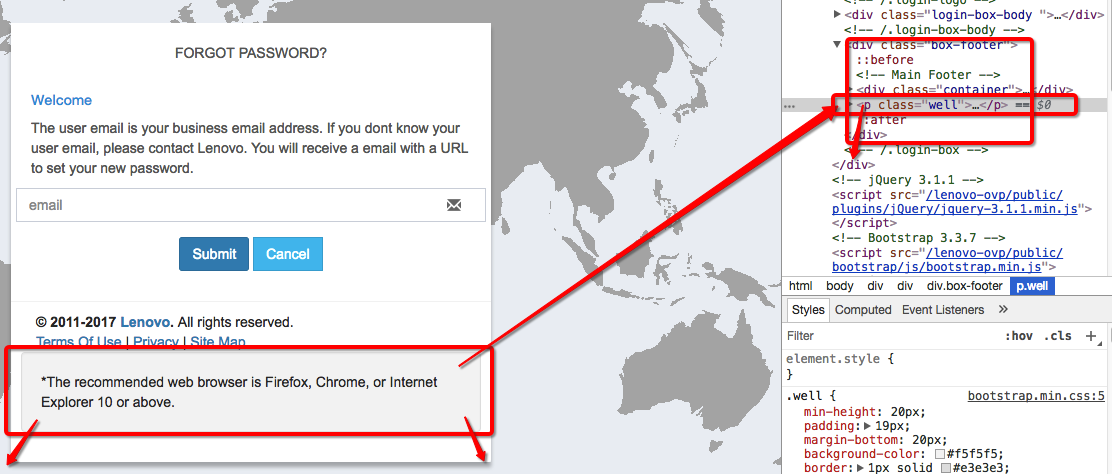 FORGOT PASSWORD?
Welcome
The user email is your business email address. If you dont know your
user email, please contact Lenovo. You will receive a email with a URL
to set your new password.
email
Submit
Cancel
© 2011-2017 Lenovo. All rights reserved.
Terms Of Use | Privacy | Site Map
*The recommended web browser is Firefox, Chrome, or Internet
Explorer 10 or above.
<!-- /.login-logo -->
<div class="login-box-body ">…</div>
<!-- /.login-box-body -->
<div class="box-footer">
::before
<!-- Main Footer -->
<div class="container">…</div>
… <p class="well">…</p> == $0
::after
</div>
<!-- /.login-box -->
</div>
<!-- jQuery 3.1.1 -->
<script src="/lenovo-ovp/public/
plugins/jQuery/jquery-3.1.1.min.js">
</script>
<!-- Bootstrap 3.3.7 -->
<script src="/lenovo-ovp/public/
bootstrap/js/bootstrap.min.js">
html body div div div.box-footer p.well
Styles Computed Event Listeners »
Filter :hov .cls +
element.style {
}
.well { bootstrap.min.css:5
min-height: 20px;
padding: 19px;
margin-bottom: 20px;
background-color: #f5f5f5;
border: 1px solid #e3e3e3;